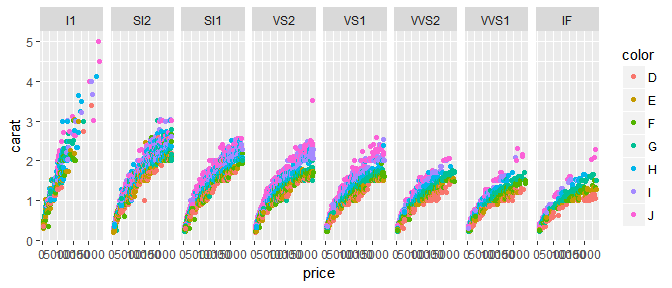 I1 SI2 SI1 VS2 VS1 VVS2 VVS1 IF
carat
5
4
3
2
1
0
price
color
D
E
F
G
H
I
J